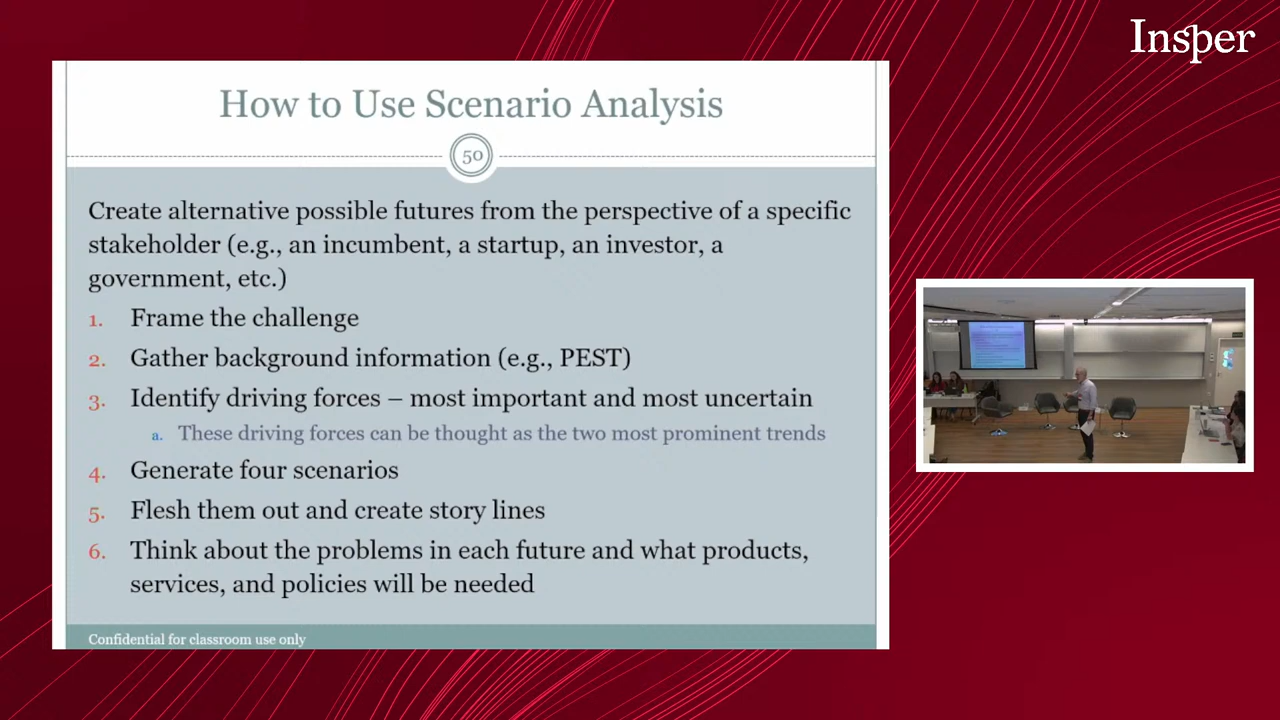 Insper
How to Use Scenario Analysis
50
Create alternative possible futures from the perspective of a specific
stakeholder (e.g., an incumbent, a startup, an investor, a
government, etc.)
1. Frame the challenge
2. Gather background information (e.g., PEST)
3. Identify driving forces – most important and most uncertain
a. These driving forces can be thought as the two most prominent trends
4. Generate four scenarios
5. Flesh them out and create story lines
6. Think about the problems in each future and what products,
services, and policies will be needed
Confidential for classroom use only